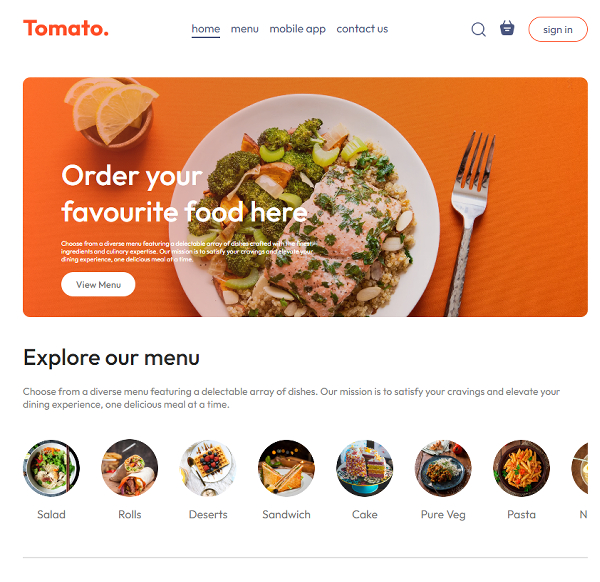 Tomato.
home menu mobile app contact us
sign in
Order your
favourite food here
Choose from a diverse menu featuring a delectable array of dishes crafted with the finest
ingredients and culinary expertise. Our mission is to satisfy your cravings and elevate your
dining experience, one delicious meal at a time.
View Menu
Explore our menu
Choose from a diverse menu featuring a delectable array of dishes. Our mission is to satisfy your cravings and elevate your
dining experience, one delicious meal at a time.
Salad Rolls Deserts Sandwich Cake Pure Veg Pasta N